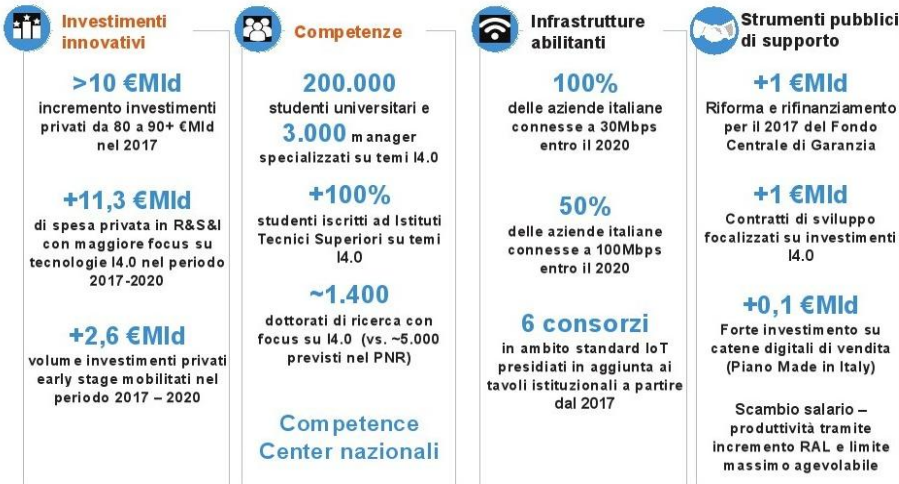 Investimenti
innovativi
>10 €Mld
incremento investimenti
privati da 80 a 90+ €Mld
nel 2017
+11,3 €Mld
di spesa privata in R&S&I
con maggiore focus su
tecnologie I4.0 nel periodo
2017-2020
+2,6 €Mld
volume investimenti privati
early stage mobilitati nel
periodo 2017 – 2020
Competenze
200.000
studenti universitari e
3.000 manager
specializzati su temi I4.0
+100%
studenti iscritti ad Istituti
Tecnici Superiori su temi
I4.0
~1.400
dottorati di ricerca con
focus su I4.0 (vs. ~5.000
previsti nel PNR)
Competence
Center nazionali
Infrastrutture
abilitanti
100%
delle aziende italiane
connesse a 30Mbps
entro il 2020
50%
delle aziende italiane
connesse a 100Mbps
entro il 2020
6 consorzi
in ambito standard IoT
presidiati in aggiunta ai
tavoli istituzionali a partire
dal 2017
Strumenti pubblici
di supporto
+1 €Mld
Riforma e rifinanziamento
per il 2017 del Fondo
Centrale di Garanzia
+1 €Mld
Contratti di sviluppo
focalizzati su investimenti
I4.0
+0,1 €Mld
Forte investimento su
catene digitali di vendita
(Piano Made in Italy)
Scambio salario –
produttività tramite
incremento RAL e limite
massimo agevolabile